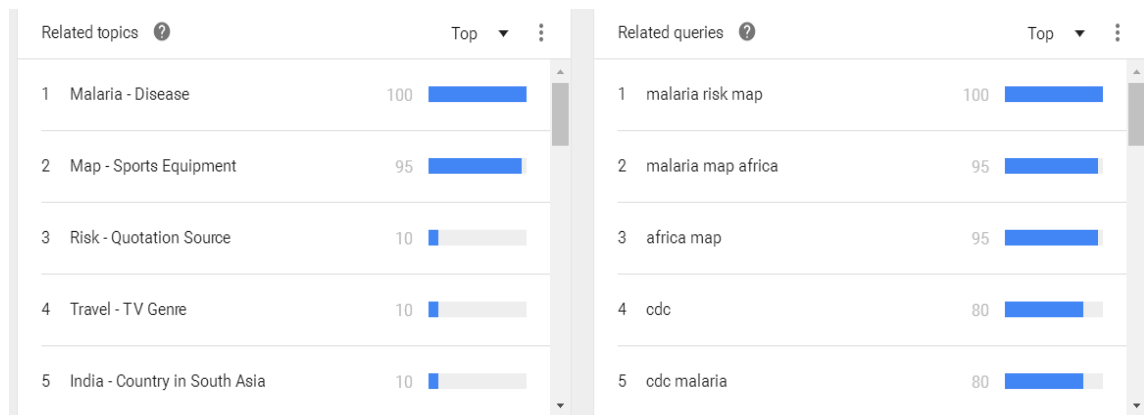 Related topics ? Top
1 Malaria - Disease 100
2 Map - Sports Equipment 95
3 Risk - Quotation Source 10
4 Travel - TV Genre 10
5 India - Country in South Asia 10
Related queries ? Top
1 malaria risk map 100
2 malaria map africa 95
3 africa map 95
4 cdc 80
5 cdc malaria 80